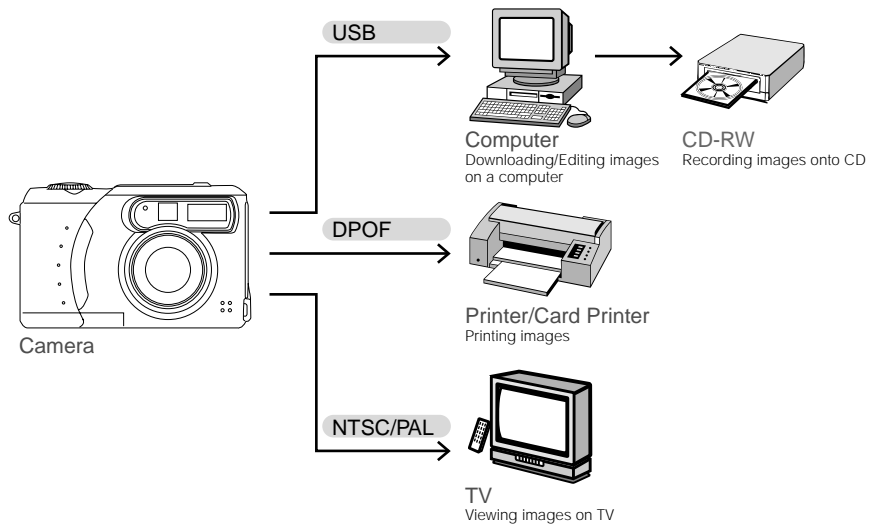 USB
Computer
Downloading/Editing images
on a computer
CD-RW
Recording images onto CD
DPOF
Printer/Card Printer
Printing images
Camera
NTSC/PAL
TV
Viewing images on TV